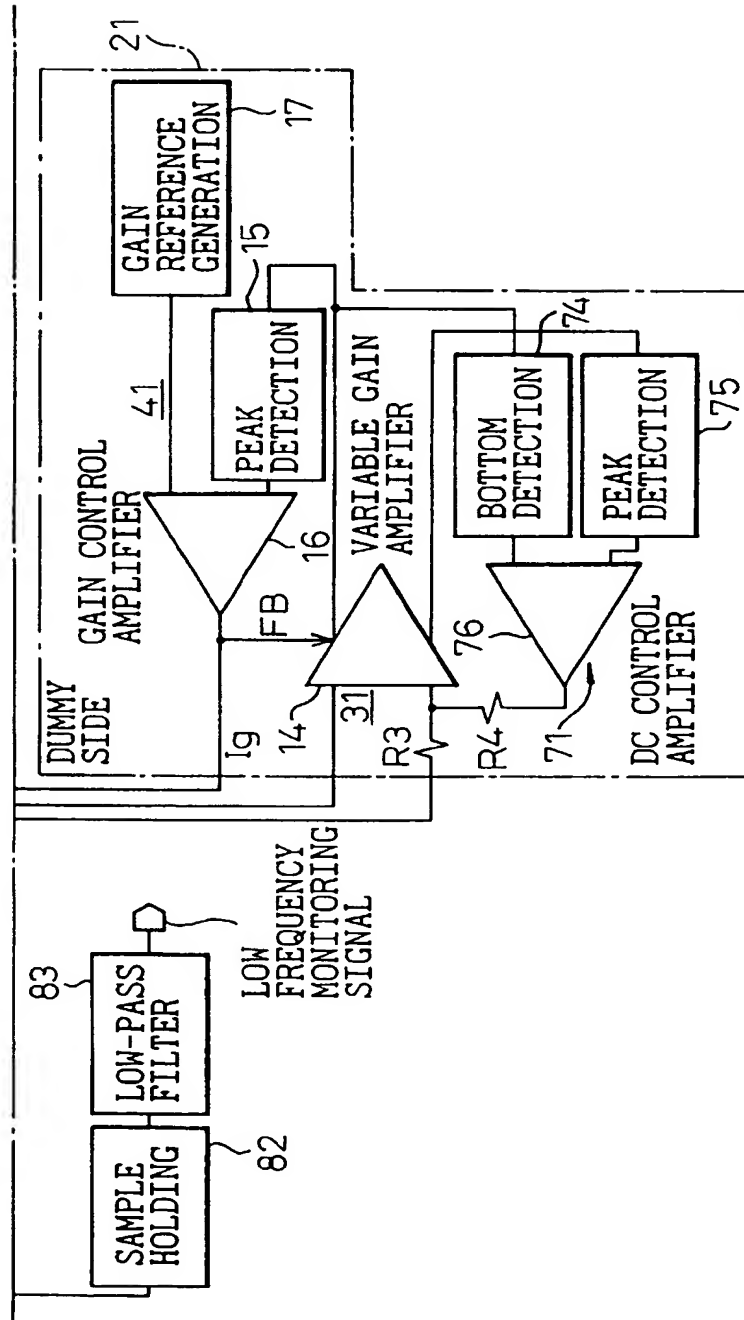 DUMMY
SIDE
GAIN CONTROL
AMPLIFIER
41
GAIN
REFERENCE
GENERATION
17
21
Ig
FB
16
PEAK
DETECTION
15
14
31
VARIABLE GAIN
AMPLIFIER
R3
R4
76
71
DC CONTROL
AMPLIFIER
BOTTOM
DETECTION
74
PEAK
DETECTION
75
SAMPLE
HOLDING
82
LOW-PASS
FILTER
83
LOW
FREQUENCY
MONITORING
SIGNAL